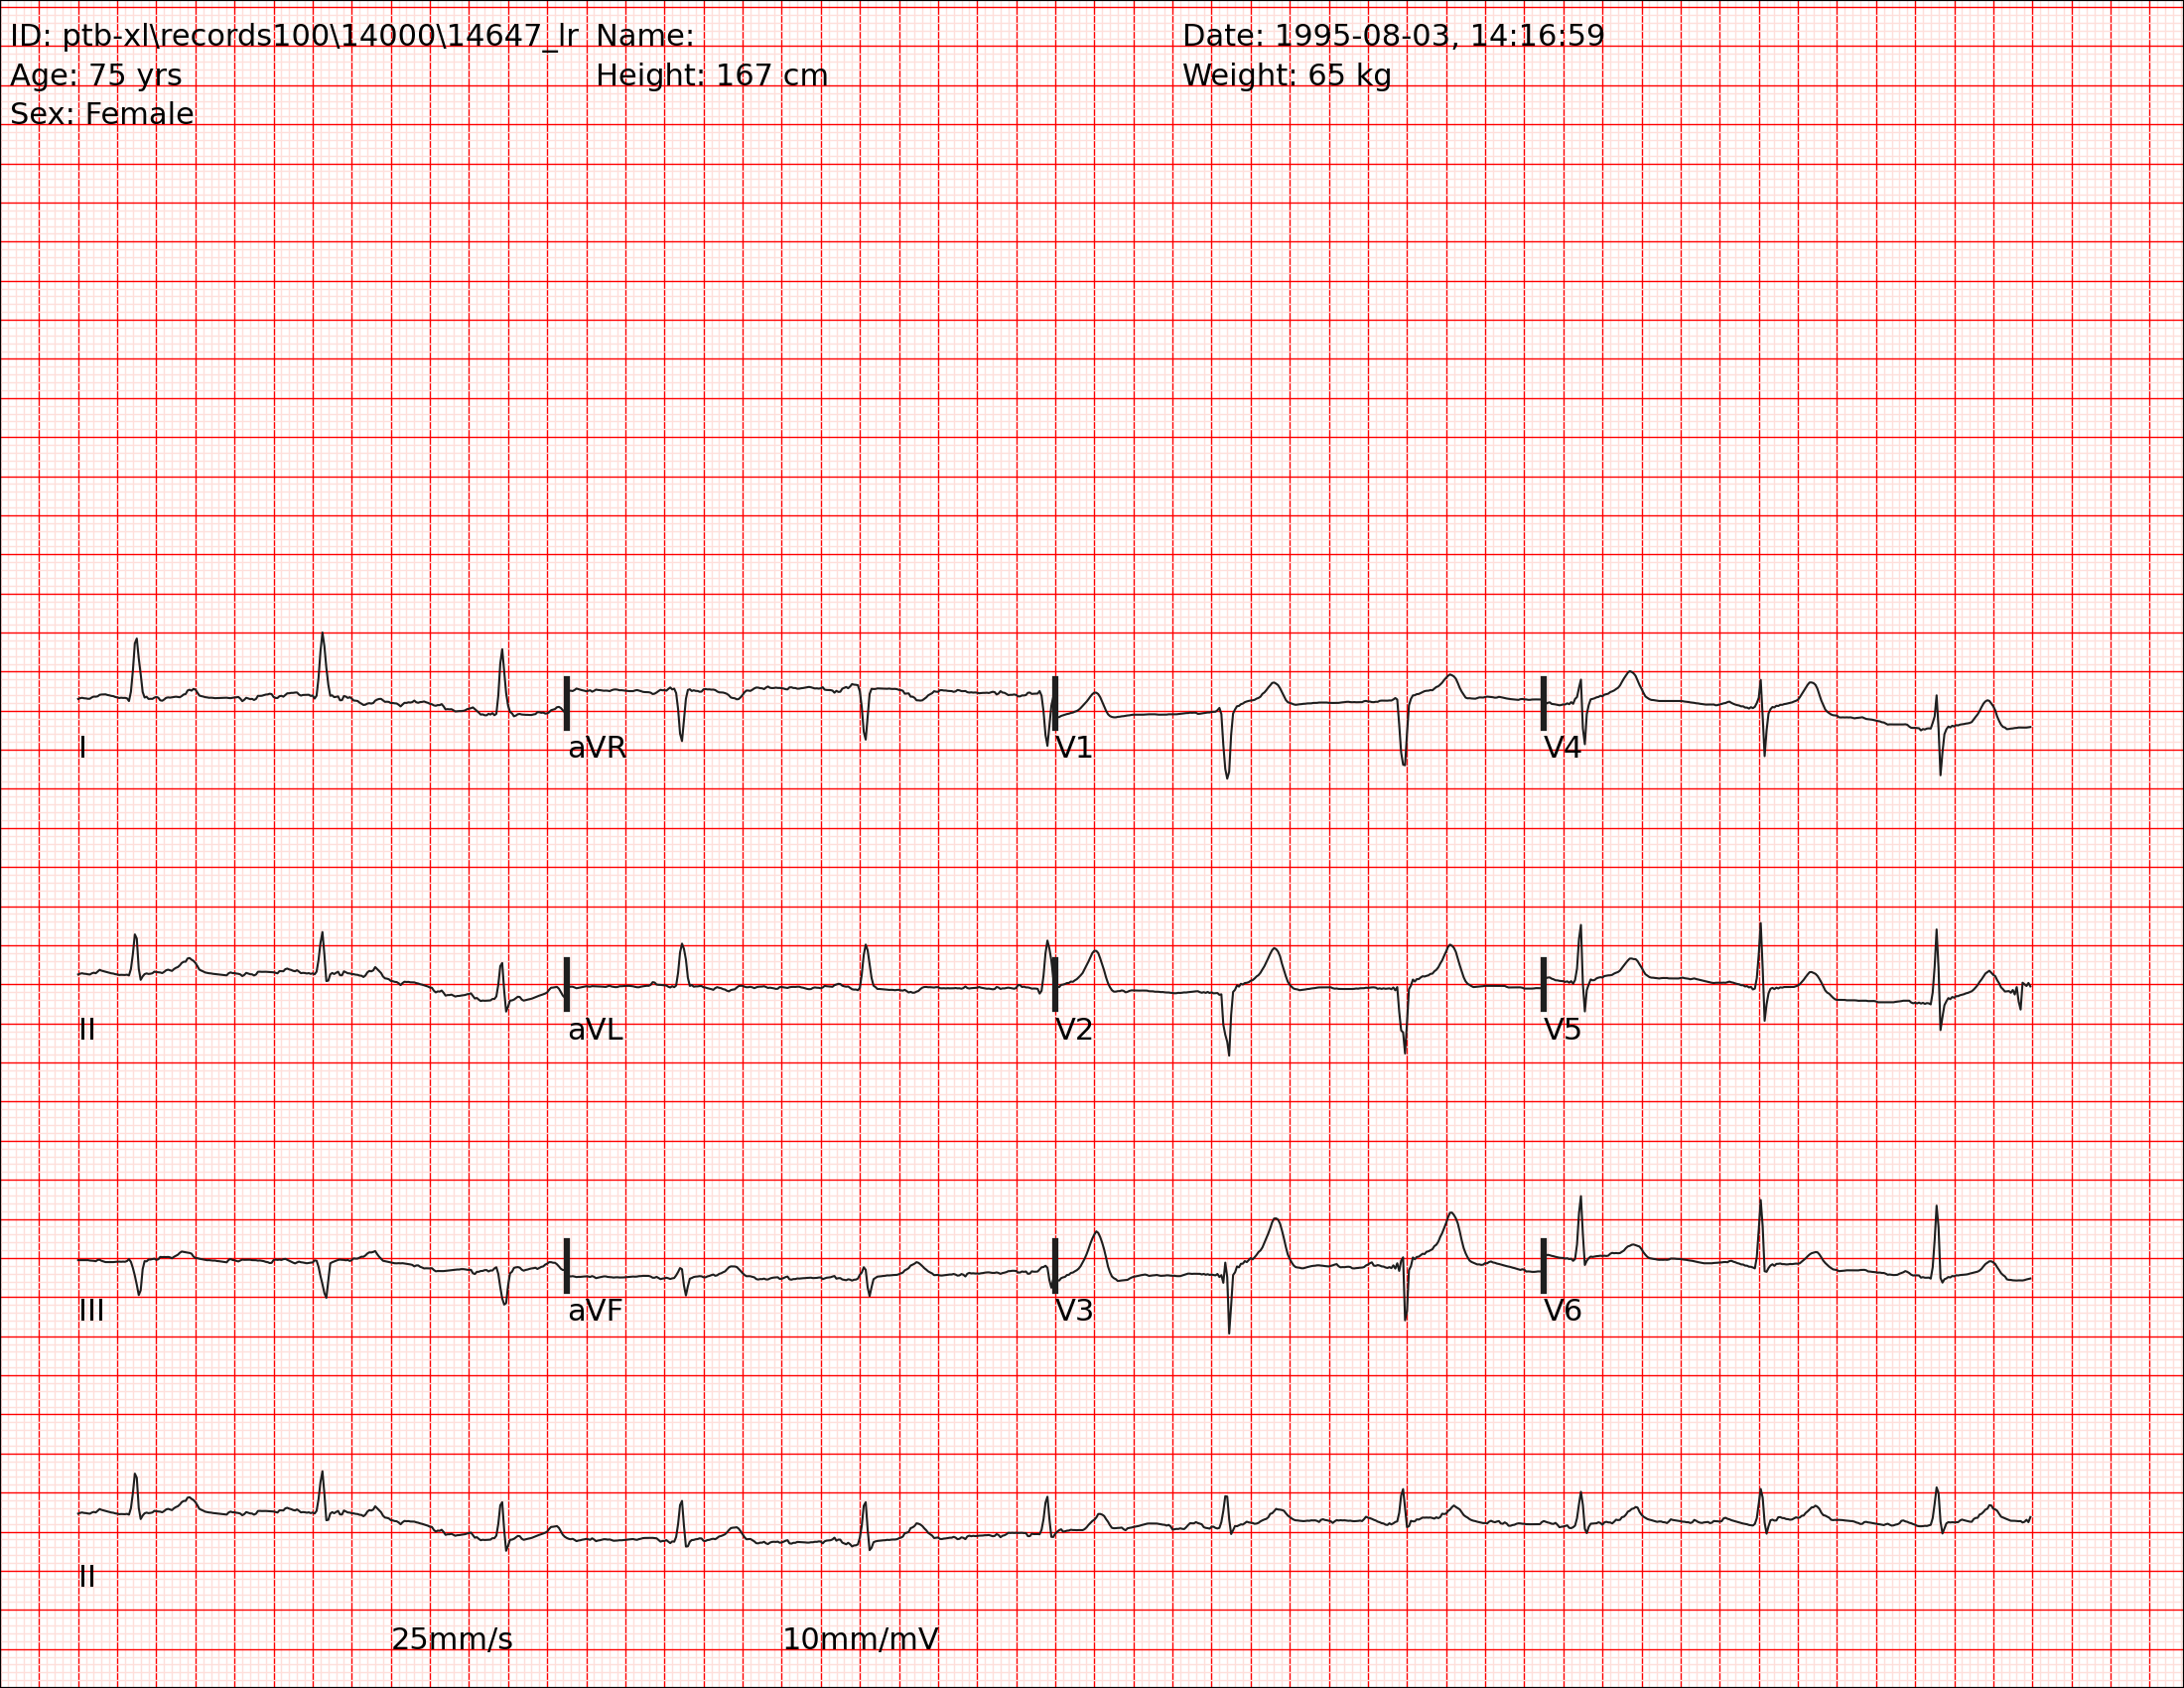 ID: ptb-xl\records100\14000\14647_lr Name: Date: 1995-08-03, 14:16:59
Age: 75 yrs Height: 167 cm Weight: 65 kg
Sex: Female
I aVR V1 V4
II aVL V2 V5
III aVF V3 V6
II
25mm/s 10mm/mV